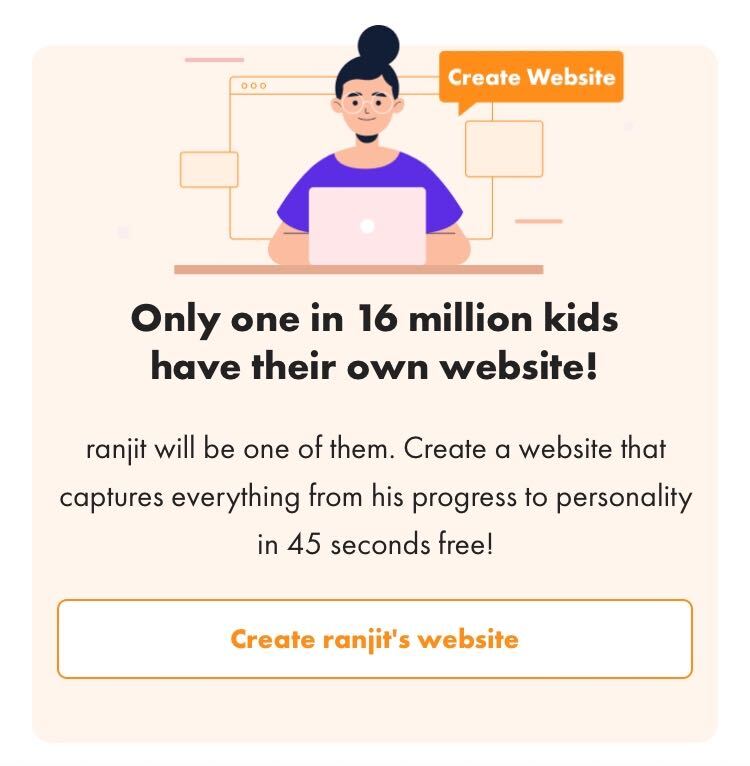 Create Website
Only one in 16 million kids
have their own website!
ranjit will be one of them. Create a website that
captures everything from his progress to personality
in 45 seconds free!
Create ranjit's website